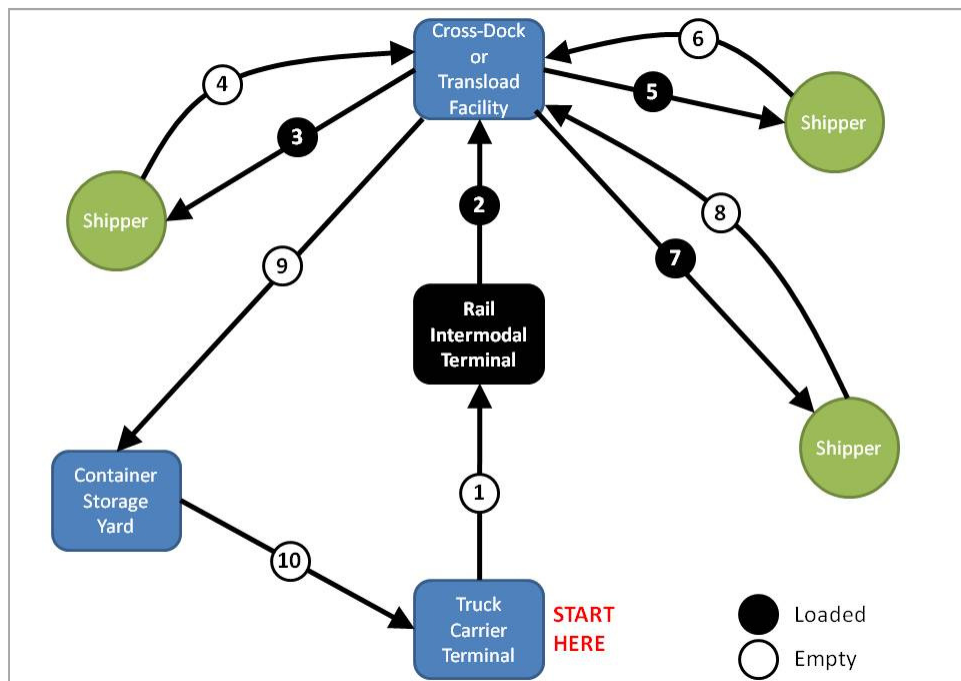 Cross-Dock
or
Transload
Facility
6
4
5
Shipper
3
2
8
Shipper
7
9
Rail
Intermodal
Terminal
Shipper
Container
Storage
Yard
1
10
Truck
Carrier
Terminal
START
HERE
Loaded
Empty